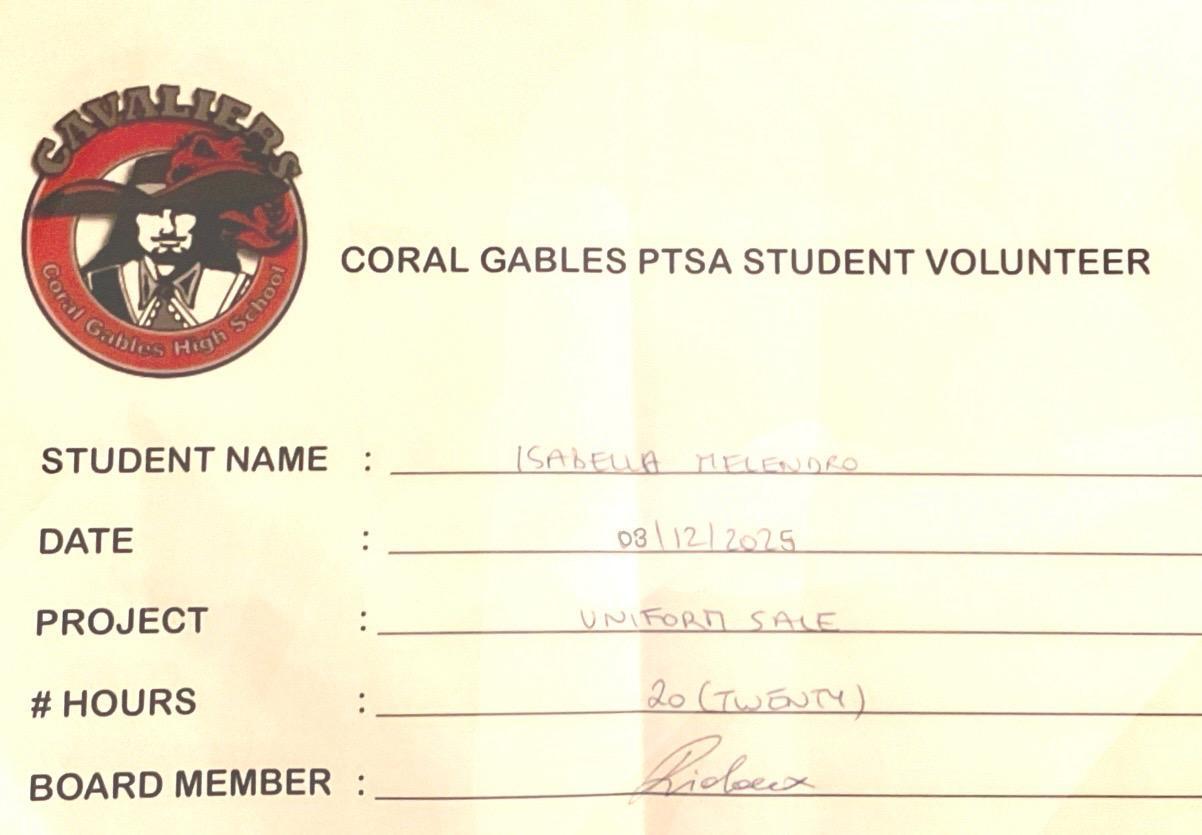 CAVALIERS
Coral Gables High School
CORAL GABLES PTSA STUDENT VOLUNTEER
STUDENT NAME : ISABELLA MELENDRO
DATE : 08/12/2025
PROJECT : UNIFORM SALE
# HOURS : 20 (TWENTY)
BOARD MEMBER :